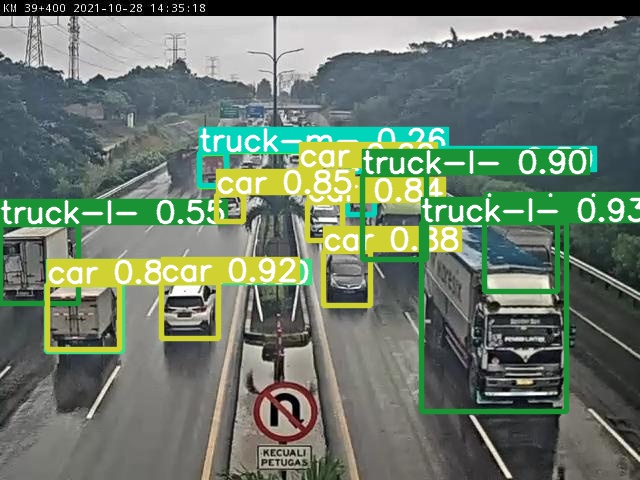 KM 39+400 2021-10-28 14:35:18
truck-m- 0.26
car
truck-l- 0.90
car 0.85
0.84
truck-l- 0.55
truck-l- 0.93
car 0.88
car 0.8
car 0.92
KECUALI
PETUGAS